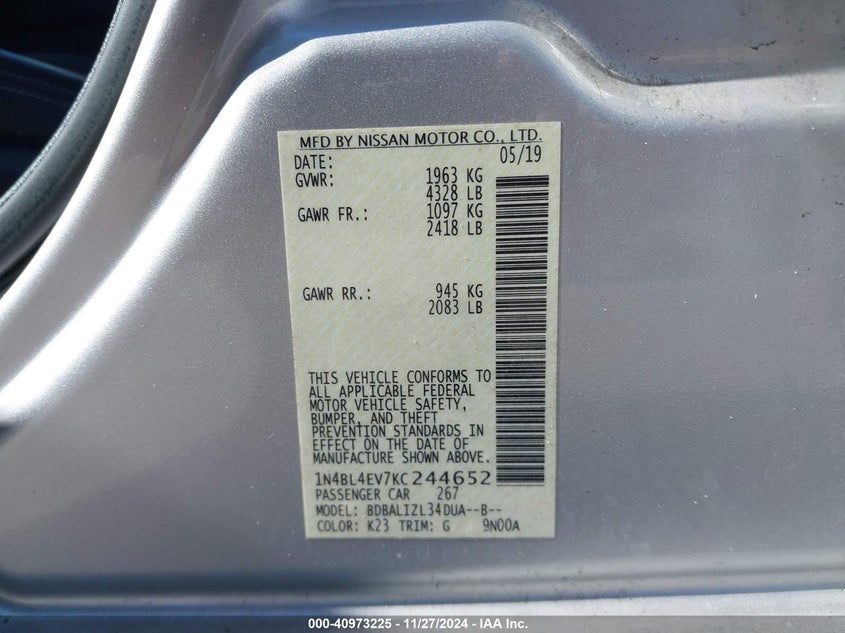 MFD BY NISSAN MOTOR CO., LTD.
DATE: 05/19
GVWR: 1963 KG
4328 LB
GAWR FR.: 1097 KG
2418 LB
GAWR RR.: 945 KG
2083 LB
THIS VEHICLE CONFORMS TO
ALL APPLICABLE FEDERAL
MOTOR VEHICLE SAFETY,
BUMPER, AND THEFT
PREVENTION STANDARDS IN
EFFECT ON THE DATE OF
MANUFACTURE SHOWN ABOVE.
1N4BL4EV7KC244652
PASSENGER CAR 267
MODEL: BDBALIZL34DUA--B--
COLOR: K23 TRIM: G 9N00A
000-40973225 - 11/27/2024 - IAA Inc.